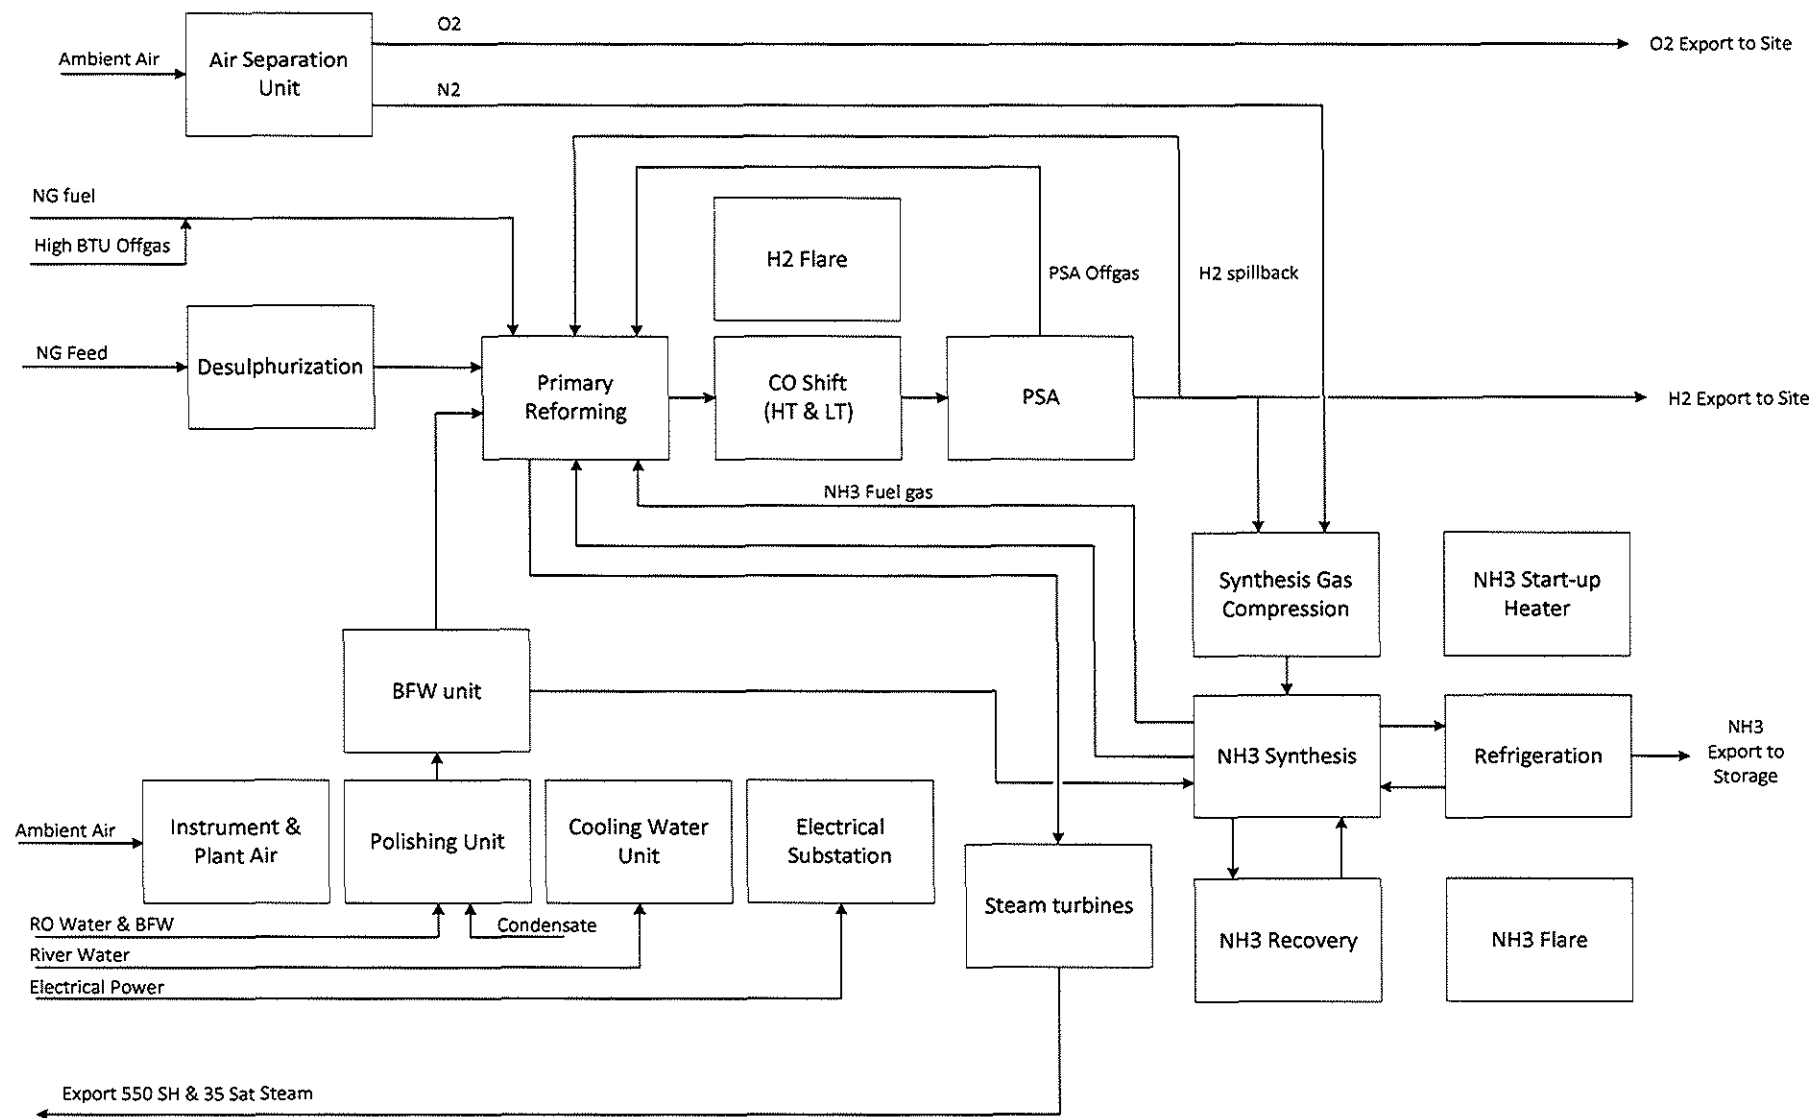 O2
O2 Export to Site
Ambient Air
Air Separation
Unit
N2
NG fuel
High BTU Offgas
H2 Flare
PSA Offgas
H2 spillback
NG Feed
Desulphurization
Primary
Reforming
CO Shift
(HT & LT)
PSA
H2 Export to Site
NH3 Fuel gas
Synthesis Gas
Compression
NH3 Start-up
Heater
BFW unit
NH3 Synthesis
Refrigeration
NH3
Export to
Storage
Ambient Air
Instrument &
Plant Air
Polishing Unit
Cooling Water
Unit
Electrical
Substation
Steam turbines
RO Water & BFW
Condensate
River Water
Electrical Power
NH3 Recovery
NH3 Flare
Export 550 SH & 35 Sat Steam